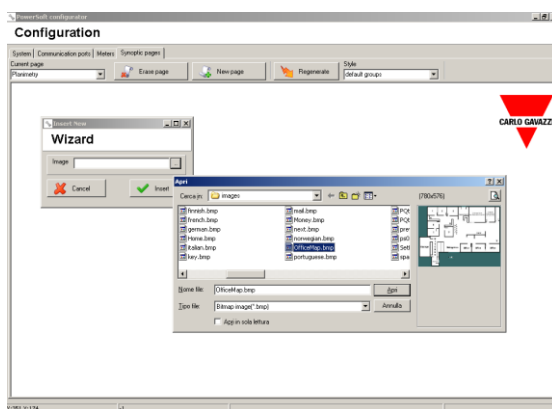 PowerSoft configurator
Configuration
System Communication ports Meters Synoptic pages
Current page
Style
Planimetry
Erase page
New page
Regenerate
default groups
CARLO GAVAZZI
Insert New
Wizard
Image
Cancel
Insert
Apri
Cerca in:
images
(780x576)
finnish.bmp
mail.bmp
french.bmp
Money.bmp
german.bmp
next.bmp
Home.bmp
norwegian.bmp
italian.bmp
OfficeMap.bmp
key.bmp
portuguese.bmp
Nome file:
OfficeMap.bmp
Apri
Tipo file:
Bitmap image(*.bmp)
Annulla
Apri in sola lettura